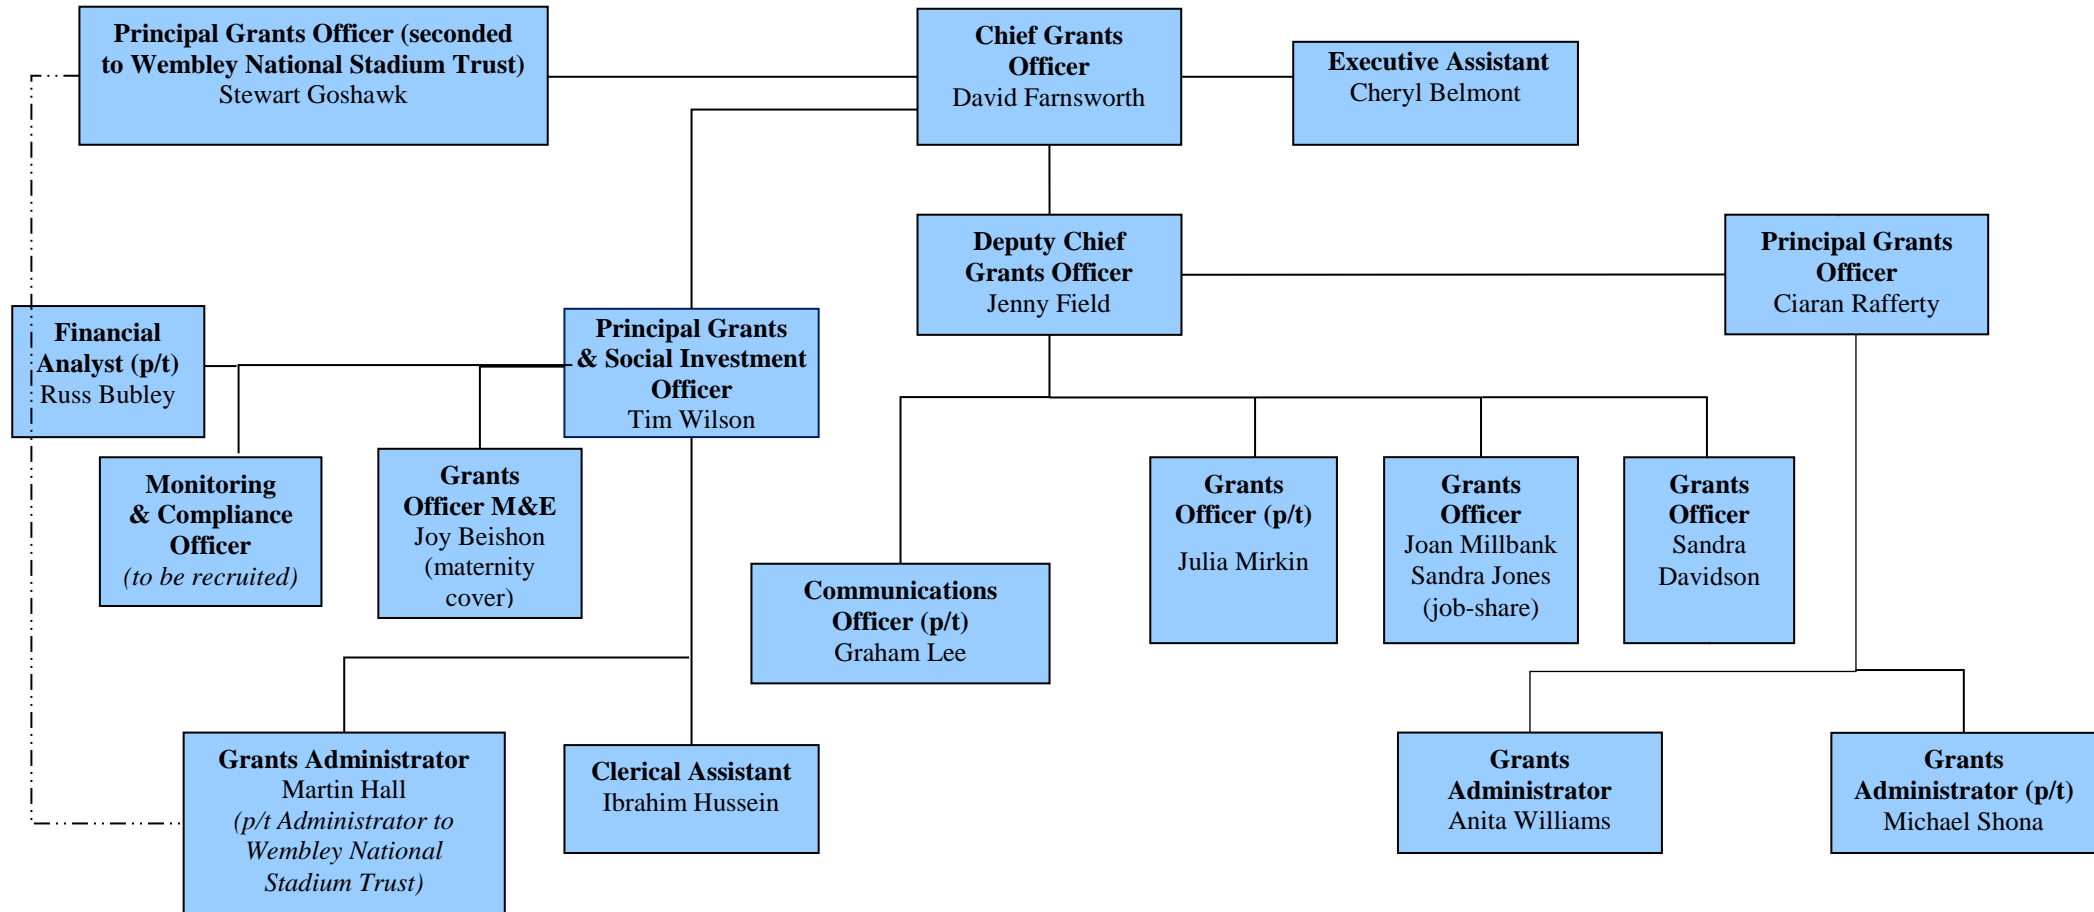 Principal Grants Officer (seconded
to Wembley National Stadium Trust)
Stewart Goshawk
Chief Grants
Officer
David Farnsworth
Executive Assistant
Cheryl Belmont
Deputy Chief
Grants Officer
Jenny Field
Principal Grants
Officer
Ciaran Rafferty
Financial
Analyst (p/t)
Russ Bubley
Principal Grants
& Social Investment
Officer
Tim Wilson
Monitoring
& Compliance
Officer
(to be recruited)
Grants
Officer M&E
Joy Beishon
(maternity
cover)
Communications
Officer (p/t)
Graham Lee
Grants
Officer (p/t)
Julia Mirkin
Grants
Officer
Joan Millbank
Sandra Jones
(job-share)
Grants
Officer
Sandra
Davidson
Grants Administrator
Martin Hall
(p/t Administrator to
Wembley National
Stadium Trust)
Clerical Assistant
Ibrahim Hussein
Grants
Administrator
Anita Williams
Grants
Administrator (p/t)
Michael Shona